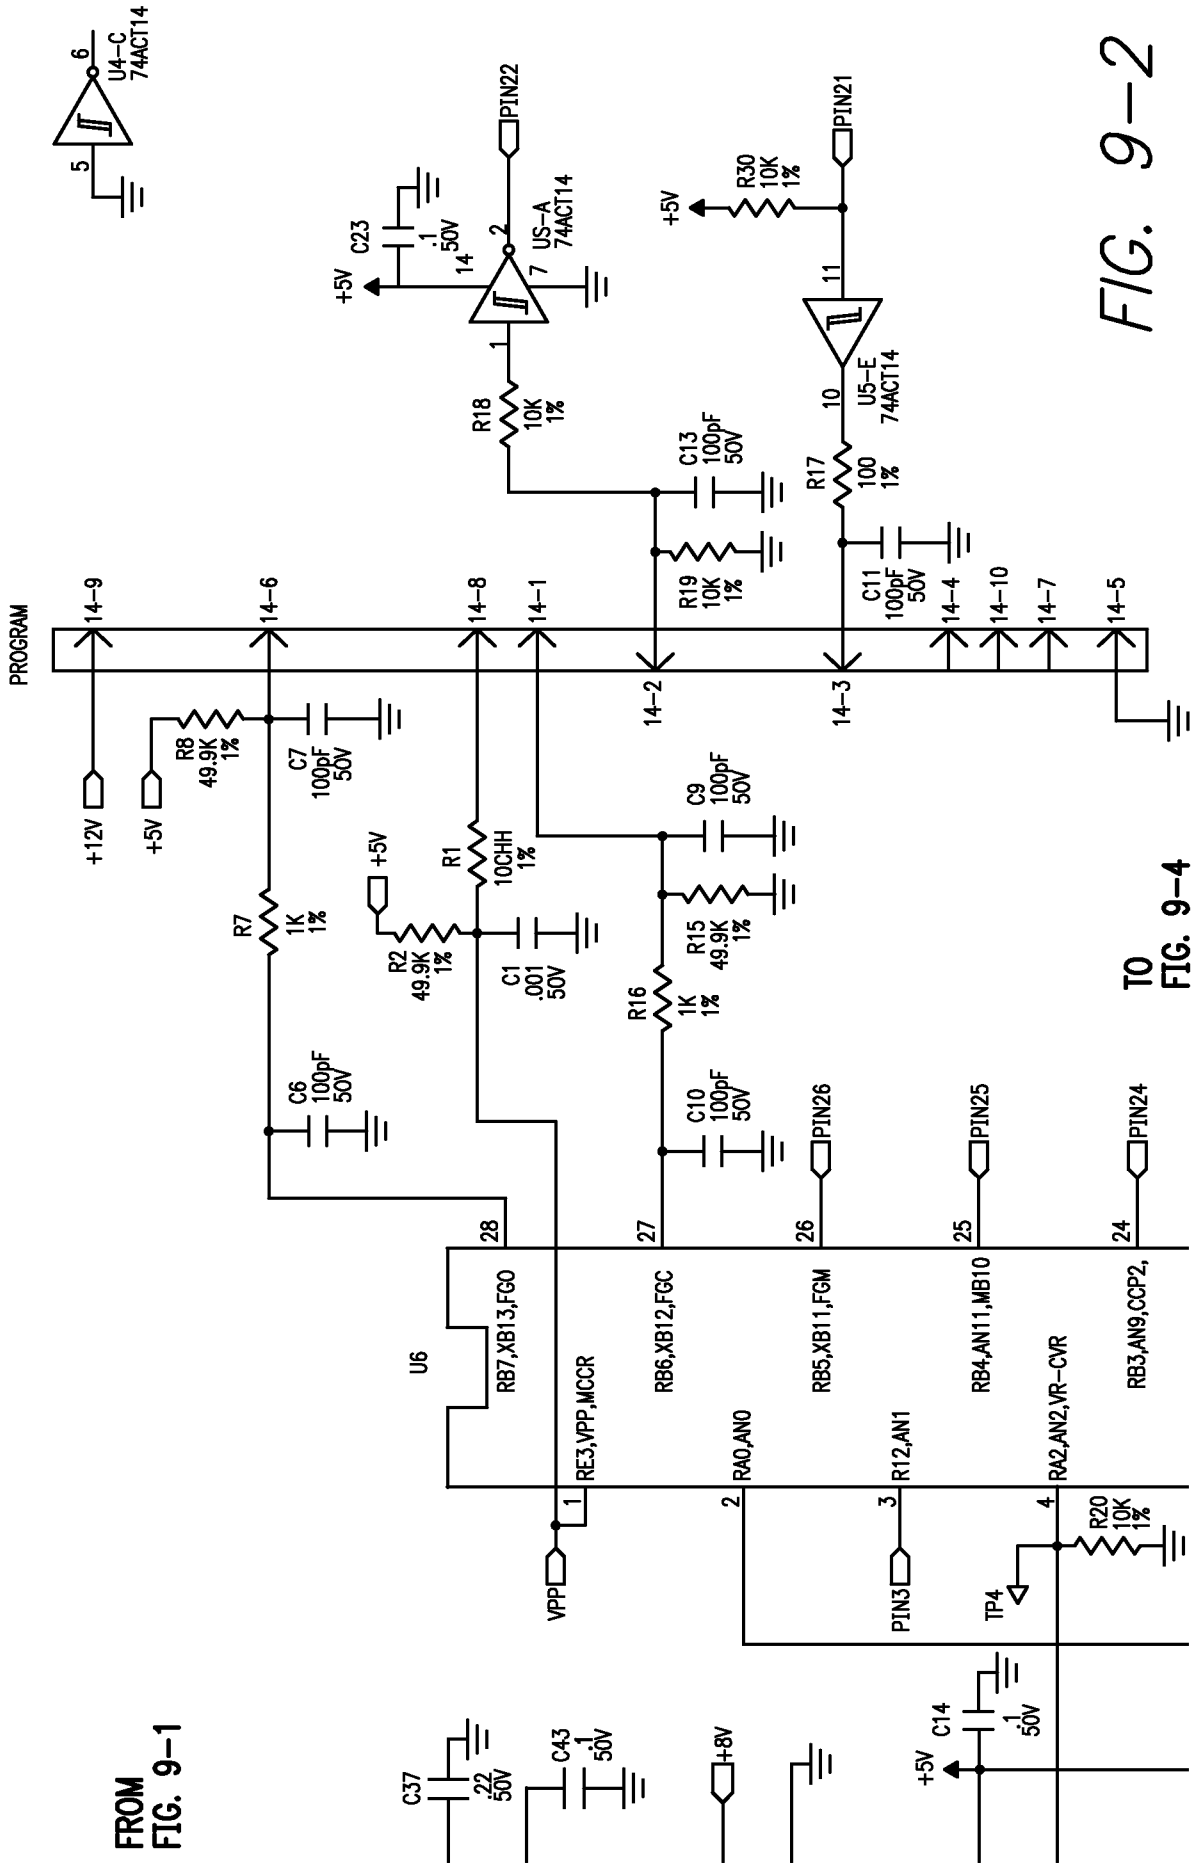 FROM
FIG. 9-1
C37
.22
50V
C43
.1
50V
+8V
+5V
C14
.1
50V
VPP
1
RE3,VPP,MCCR
2
RA0,AN0
PIN3
3
R12,AN1
TP4
4
RA2,AN2,VR-CVR
R20
10K
1%
U6
RB7,XB13,FGO
28
RB6,XB12,FGC
27
RB5,XB11,FGM
26
PIN26
RB4,AN11,MB10
25
PIN25
RB3,AN9,CCP2,
24
PIN24
C6
100pF
50V
R7
1K
1%
+12V
+5V
R8
49.9K
1%
C7
100pF
50V
+5V
R2
49.9K
1%
C1
.001
50V
R1
10CHH
1%
C10
100pF
50V
R16
1K
1%
R15
49.9K
1%
C9
100pF
50V
TO
FIG. 9-4
PROGRAM
14-9
14-6
14-8
14-1
14-2
14-3
14-4
14-10
14-7
14-5
R19
10K
1%
C13
100pF
50V
R18
10K
1%
1
+5V
C23
.1
50V
14
7
2
US-A
74ACT14
PIN22
C11
100pF
50V
R17
100
1%
10
U5-E
74ACT14
11
+5V
R30
10K
1%
PIN21
5
6
U4-C
74ACT14
FIG. 9-2